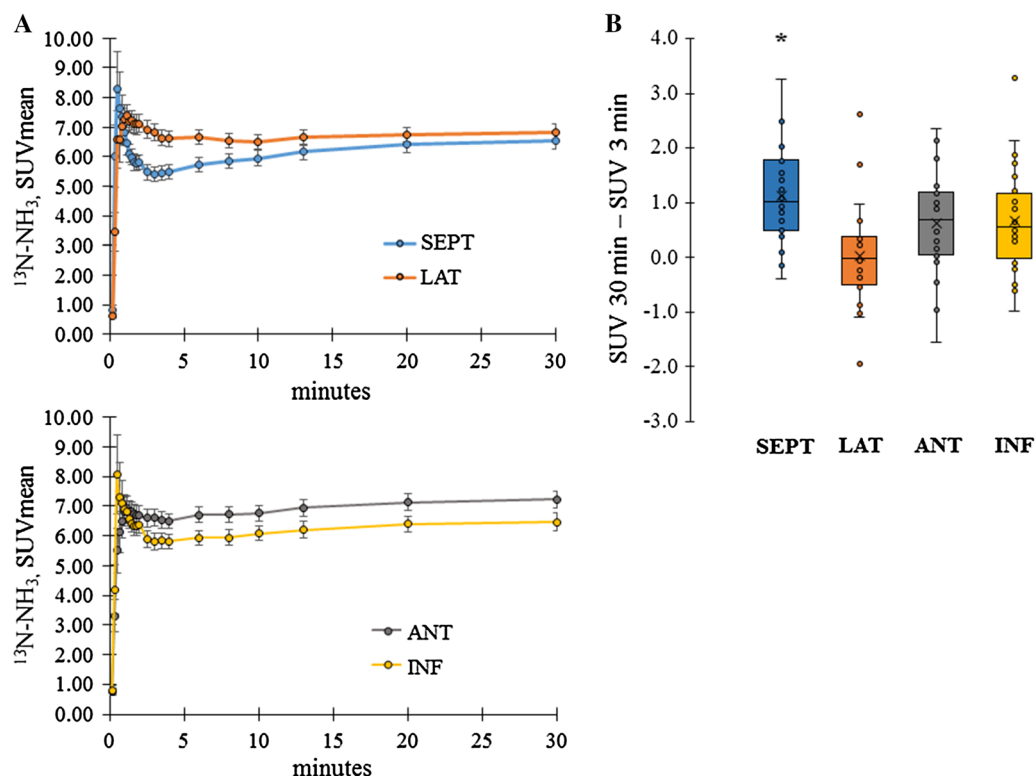 A
10.00
9.00
8.00
7.00
6.00
5.00
4.00
3.00
2.00
1.00
0.00
¹³N-NH₃, SUVmean
SEPT
LAT
0 5 10 15 20 25 30
minutes
10.00
9.00
8.00
7.00
6.00
5.00
4.00
3.00
2.00
1.00
0.00
¹³N-NH₃, SUVmean
ANT
INF
0 5 10 15 20 25 30
minutes
B
4.0
3.0
2.0
1.0
0.0
-1.0
-2.0
-3.0
SUV 30 min – SUV 3 min
*
SEPT LAT ANT INF